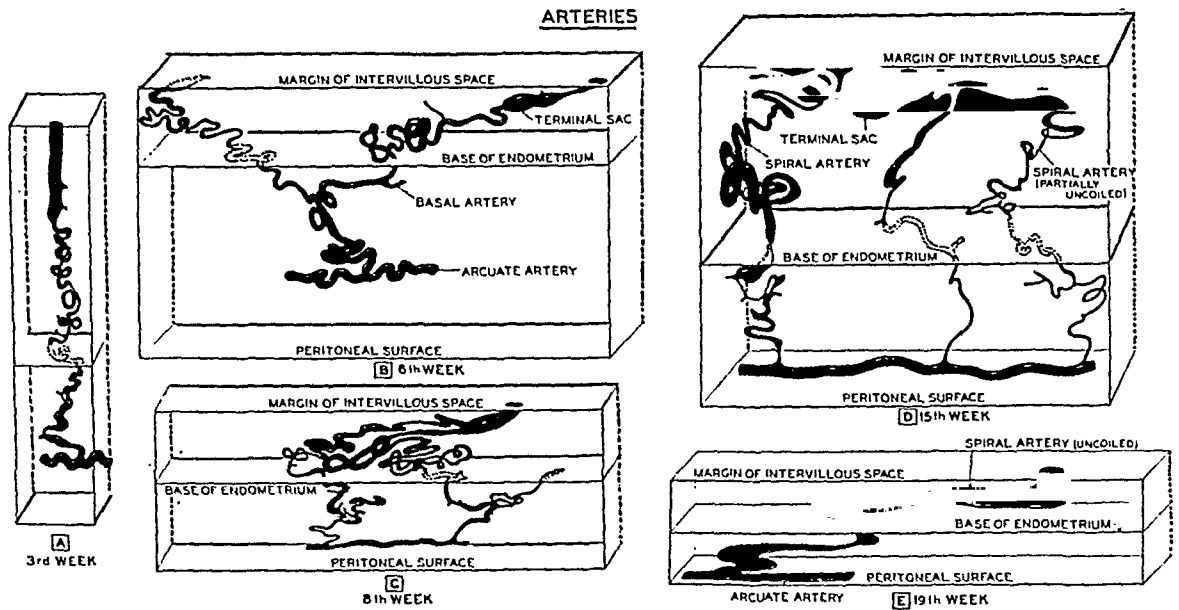 ARTERIES
MARGIN OF INTERVILLOUS SPACE
TERMINAL SAC
BASE OF ENDOMETRIUM
BASAL ARTERY
ARCUATE ARTERY
PERITONEAL SURFACE
B 6th WEEK
A
3rd WEEK
MARGIN OF INTERVILLOUS SPACE
BASE OF ENDOMETRIUM
PERITONEAL SURFACE
C
8th WEEK
MARGIN OF INTERVILLOUS SPACE
TERMINAL SAC
SPIRAL ARTERY
SPIRAL ARTERY
(PARTIALLY
UNCOILED)
BASE OF ENDOMETRIUM
PERITONEAL SURFACE
D 15th WEEK
SPIRAL ARTERY (UNCOILED)
MARGIN OF INTERVILLOUS SPACE
BASE OF ENDOMETRIUM
PERITONEAL SURFACE
ARCUATE ARTERY
E 19th WEEK